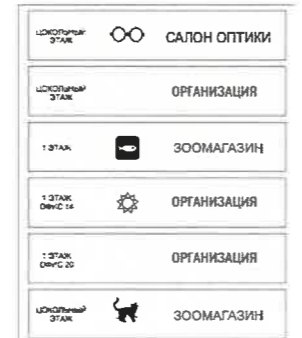 ЦОКОЛЬНЫЙ
ЭТАЖ
САЛОН ОПТИКИ
ЦОКОЛЬНЫЙ
ЭТАЖ
ОРГАНИЗАЦИЯ
1 ЭТАЖ
ЗООМАГАЗИН
1 ЭТАЖ
ОФИС 14
ОРГАНИЗАЦИЯ
1 ЭТАЖ
ОФИС 20
ОРГАНИЗАЦИЯ
ЦОКОЛЬНЫЙ
ЭТАЖ
ЗООМАГАЗИН